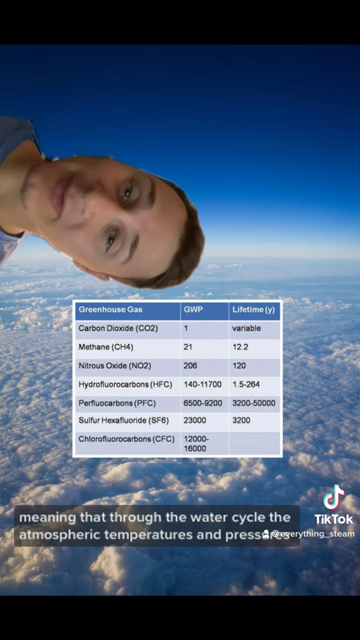 Greenhouse Gas GWP Lifetime (y)
Carbon Dioxide (CO2) 1 variable
Methane (CH4) 21 12.2
Nitrous Oxide (NO2) 206 120
Hydrofluorocarbons (HFC) 140-11700 1.5-264
Perfluocarbons (PFC) 6500-9200 3200-50000
Sulfur Hexafluoride (SF6) 23000 3200
Chlorofluorocarbons (CFC) 12000-
16000
meaning that through the water cycle the
atmospheric temperatures and pressures
TikTok
@everything_steam